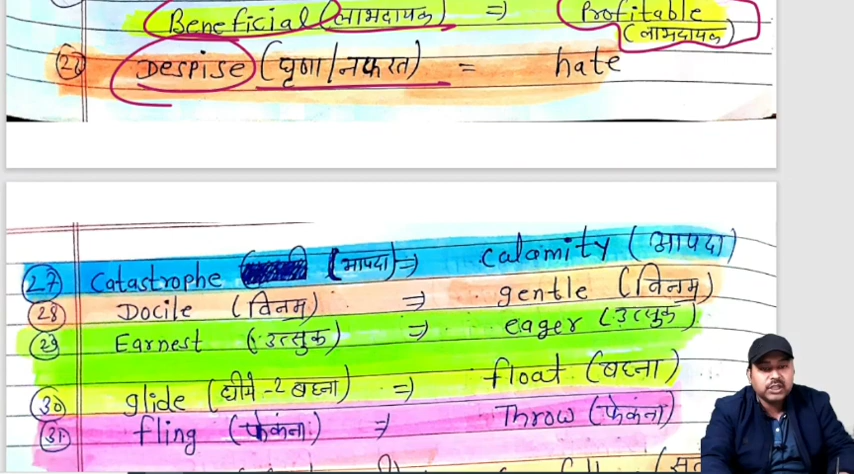 Beneficial (लाभदायक) ⇒ Profitable
(लाभदायक)
Despise (घृणा/नफरत) = hate
27 Catastrophe (आपदा) ⇒ calamity (आपदा)
28 Docile (विनम्र) ⇒ gentle (विनम्र)
29 Earnest (उत्सुक) ⇒ eager (उत्सुक)
30 glide (धीमे-2 बहना) ⇒ float (बहना)
31 fling (फेकना) ⇒ Throw (फेकना)